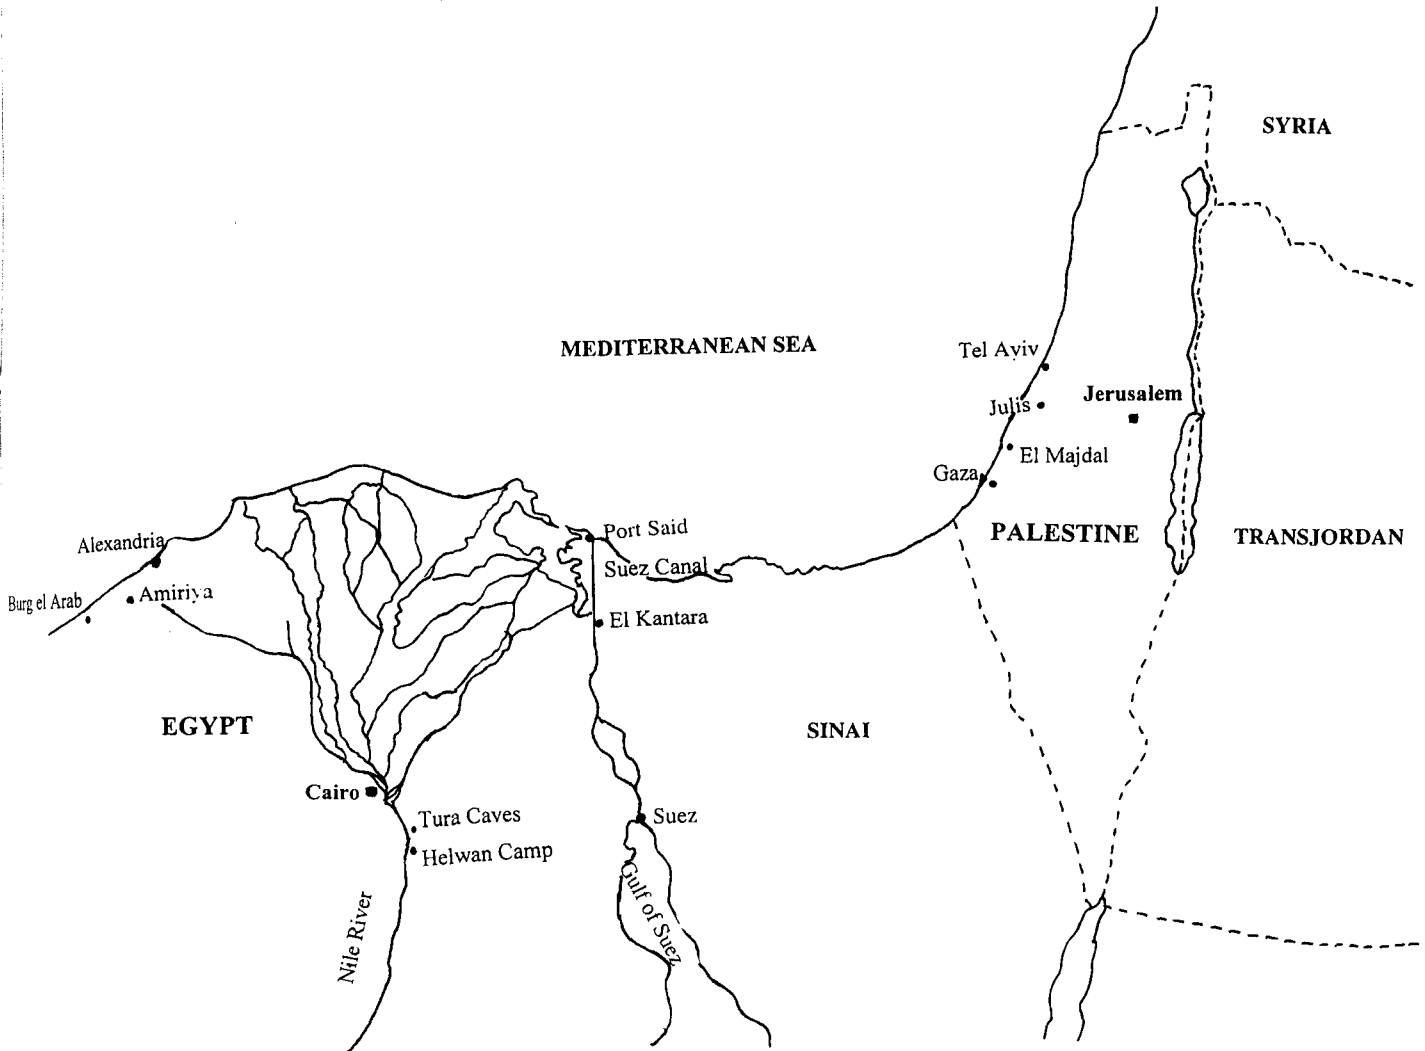 SYRIA
MEDITERRANEAN SEA
Tel Aviv
Jerusalem
Julis
El Majdal
Gaza
Port Said
PALESTINE
TRANSJORDAN
Alexandria
Suez Canal
Burg el Arab
Amiriya
El Kantara
EGYPT
SINAI
Cairo
Tura Caves
Suez
Helwan Camp
Gulf of Suez
Nile River